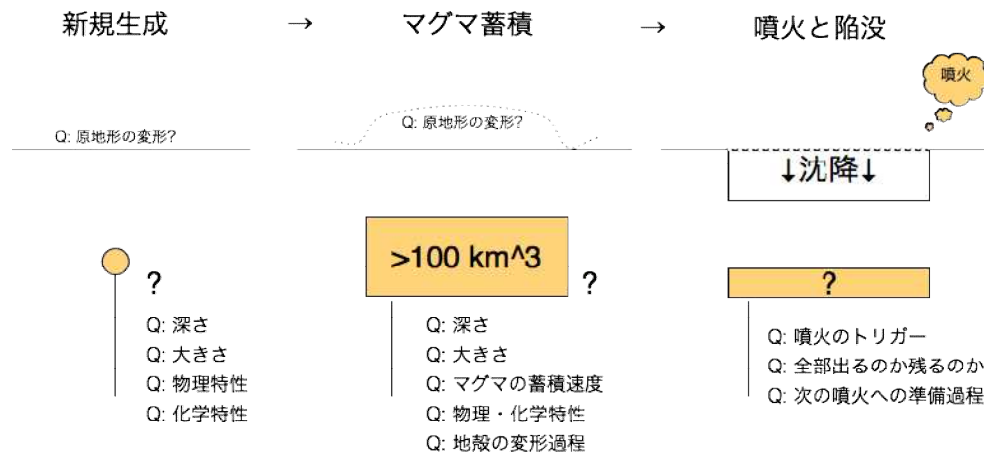 新規生成 → マグマ蓄積 → 噴火と陥没
噴火
Q: 原地形の変形?
Q: 原地形の変形?
↓沈降↓
?
Q: 深さ
Q: 大きさ
Q: 物理特性
Q: 化学特性
>100 km^3
?
Q: 深さ
Q: 大きさ
Q: マグマの蓄積速度
Q: 物理・化学特性
Q: 地殻の変形過程
?
Q: 噴火のトリガー
Q: 全部出るのか残るのか
Q: 次の噴火への準備過程